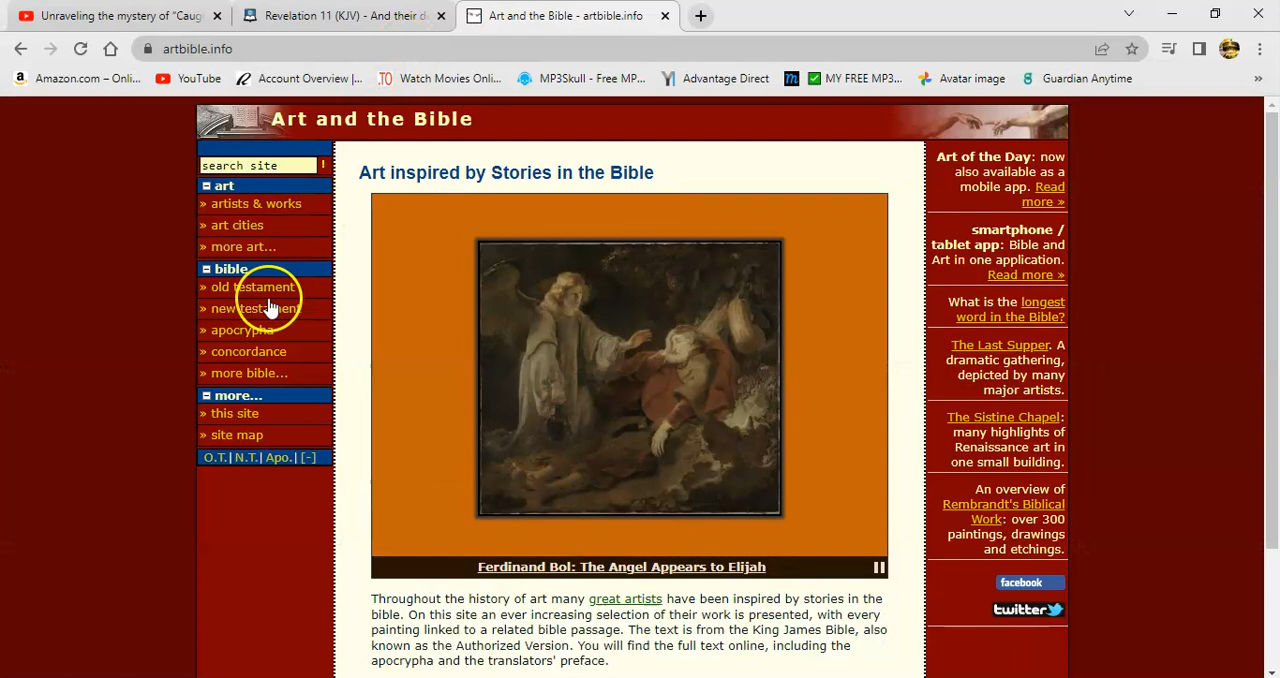 Unraveling the mystery of “Caug
Revelation 11 (KJV) - And their d
Art and the Bible - artbible.info
artbible.info
Amazon.com – Onli...
YouTube
Account Overview |...
Watch Movies Onlin...
MP3Skull - Free MP...
Advantage Direct
MY FREE MP3...
Avatar image
Guardian Anytime
»
Art and the Bible
search site !
art
» artists & works
» art cities
» more art...
bible
» old testament
» new testament
» apocrypha
» concordance
» more bible...
more...
» this site
» site map
O.T.| N.T.| Apo.| [-]
Art inspired by Stories in the Bible
Ferdinand Bol: The Angel Appears to Elijah
Throughout the history of art many great artists have been inspired by stories in the
bible. On this site an ever increasing selection of their work is presented, with every
painting linked to a related bible passage. The text is from the King James Bible, also
known as the Authorized Version. You will find the full text online, including the
apocrypha and the translators' preface.
Art of the Day: now
also available as a
mobile app. Read
more »
smartphone /
tablet app: Bible and
Art in one application.
Read more »
What is the longest
word in the Bible?
The Last Supper. A
dramatic gathering,
depicted by many
major artists.
The Sistine Chapel:
many highlights of
Renaissance art in
one small building.
An overview of
Rembrandt's Biblical
Work: over 300
paintings, drawings
and etchings.
facebook
twitter